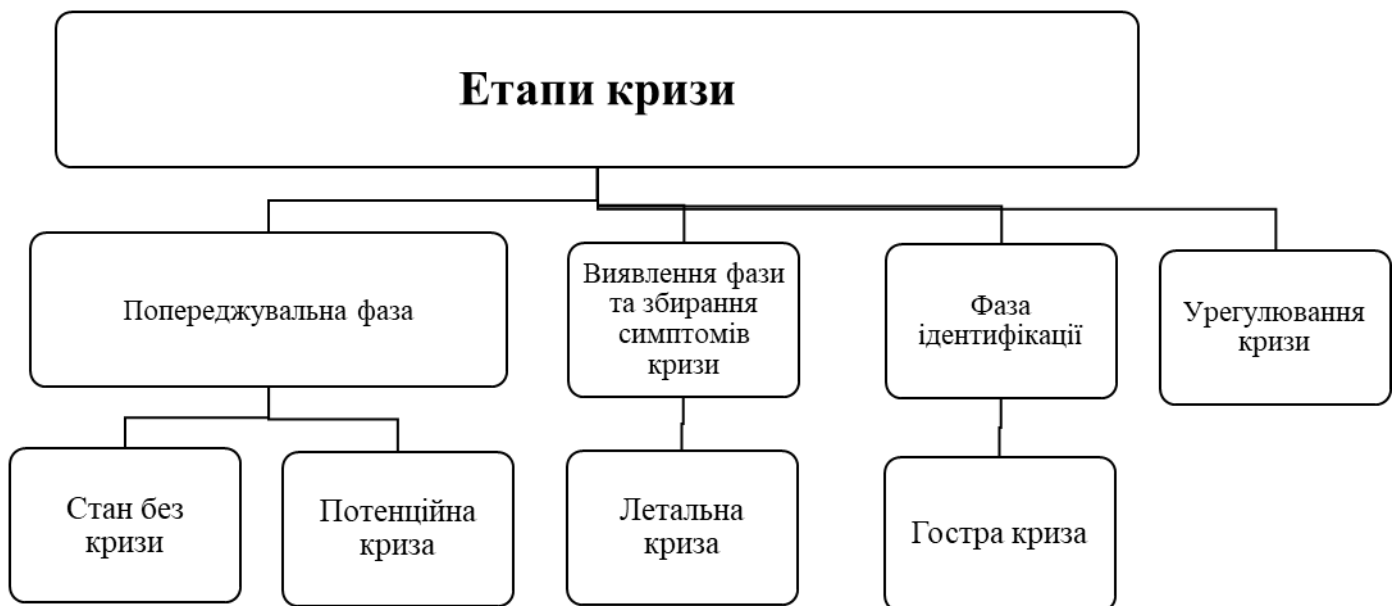 Етапи кризи
Попереджувальна фаза
Виявлення фази
та збирання
симптомів
кризи
Фаза
ідентифікації
Урегулювання
кризи
Стан без
кризи
Потенційна
криза
Летальна
криза
Гостра криза